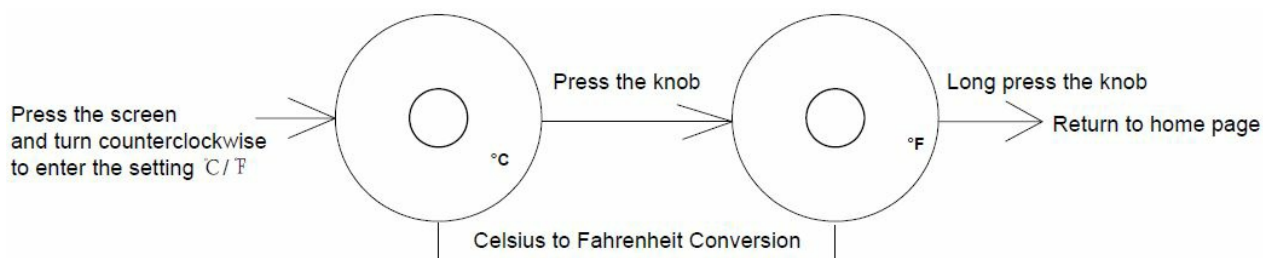 Press the screen
and turn counterclockwise
to enter the setting ℃/℉
°C
Press the knob
°F
Long press the knob
Return to home page
Celsius to Fahrenheit Conversion